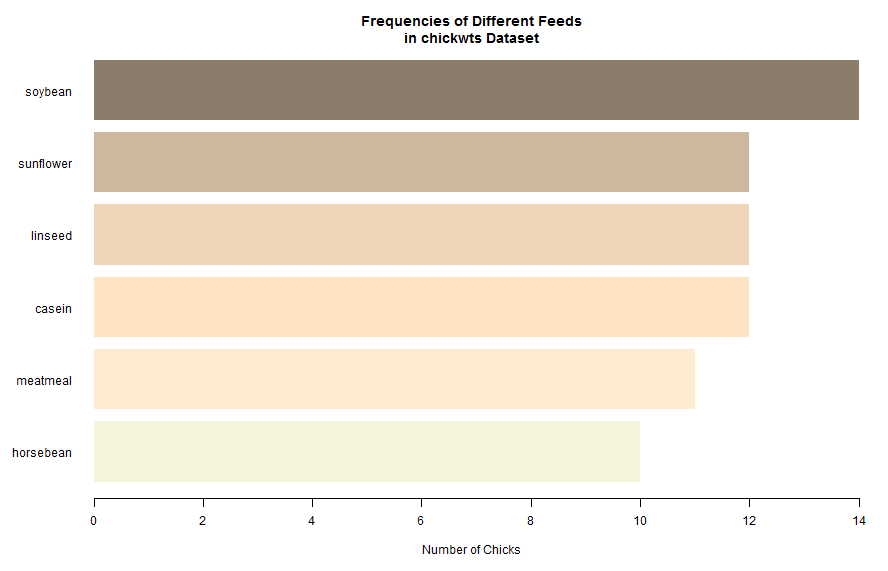 Frequencies of Different Feeds
in chickwts Dataset
soybean
sunflower
linseed
casein
meatmeal
horsebean
0 2 4 6 8 10 12 14
Number of Chicks